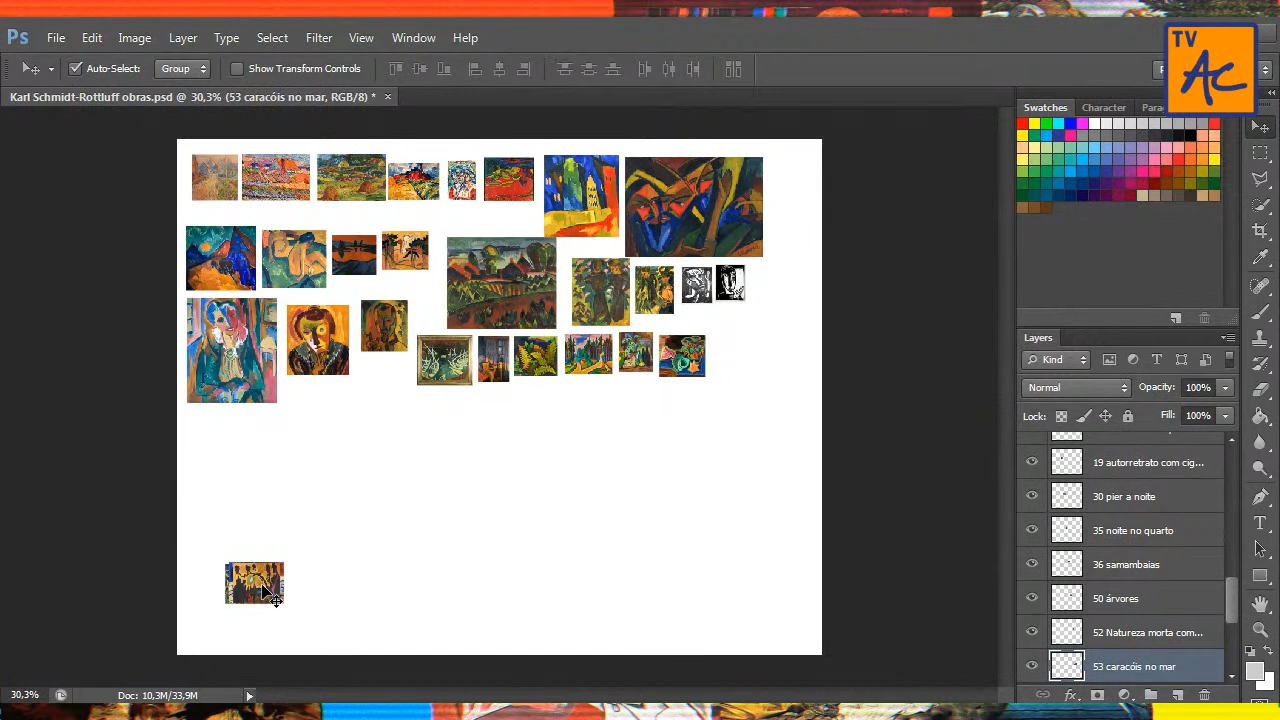 TV
AC
Ps File Edit Image Layer Type Select Filter View Window Help
Auto-Select: Group Show Transform Controls
Karl Schmidt-Rottluff obras.psd @ 30,3% (53 caracóis no mar, RGB/8) * ×
Swatches Character Para
Layers
Kind
Normal Opacity: 100%
Lock: Fill: 100%
19 autorretrato com cig...
30 pier a noite
35 noite no quarto
36 samambaias
50 árvores
52 Natureza morta com...
53 caracóis no mar
fx
30,3% Doc: 10,3M/33,9M